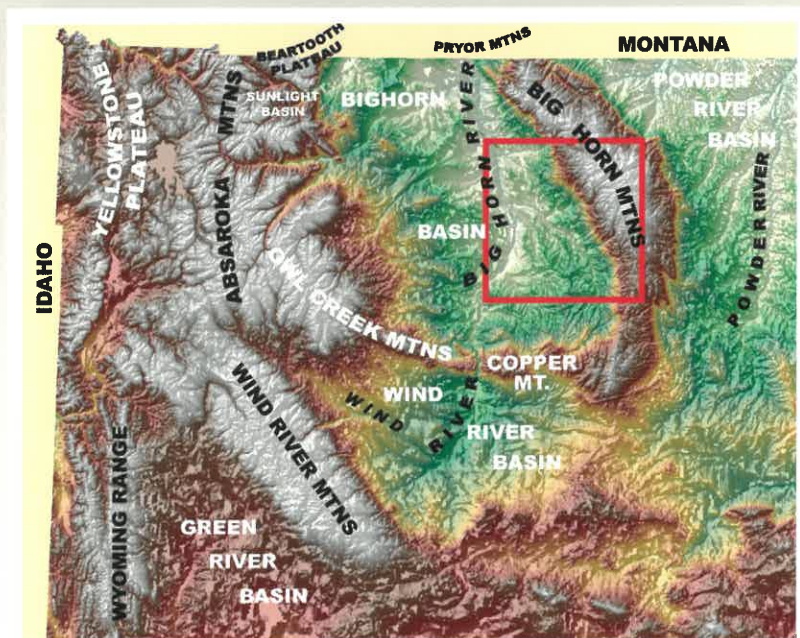 BEARTOOTH
PLATEAU
PRYOR MTNS
MONTANA
YELLOWSTONE
PLATEAU
ABSAROKA MTNS
SUNLIGHT
BASIN
BIGHORN
BASIN
BIG HORN RIVER
BIG HORN MTNS
POWDER
RIVER
BASIN
POWDER RIVER
IDAHO
OWL CREEK MTNS
COPPER
MT.
WIND RIVER MTNS
WIND RIVER
WIND
RIVER
BASIN
WYOMING RANGE
GREEN
RIVER
BASIN